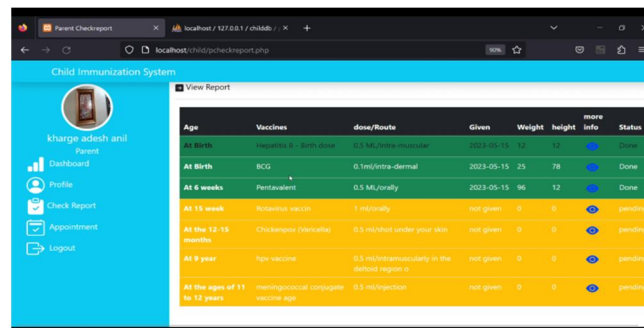 Parent Checkreport
localhost / 127.0.0.1 / childdb / p
localhost/child/pcheckreport.php
90%
Child Immunization System
kharge adesh anil
Parent
Dashboard
Profile
Check Report
Appointment
Logout
View Report
Age Vaccines dose/Route Given Weight height more info Status
At Birth Hepatitis B - Birth dose 0.5 ML/intra-muscular 2023-05-15 12 12 Done
At Birth BCG 0.1ml/intra-dermal 2023-05-15 25 78 Done
At 6 weeks Pentavalent 0.5 ML/orally 2023-05-15 96 12 Done
At 15 week Rotavirus vaccin 1 ml/orally not given 0 0 pending
At the 12-15 months Chickenpox (Varicella) 0.5 ml/shot under your skin not given 0 0 pending
At 9 year hpv vaccine 0.5 ml/intramuscularly in the deltoid region o not given 0 0 pending
At the ages of 11 to 12 years meningococcal conjugate vaccine age 0.5 ml/injection not given 0 0 pending